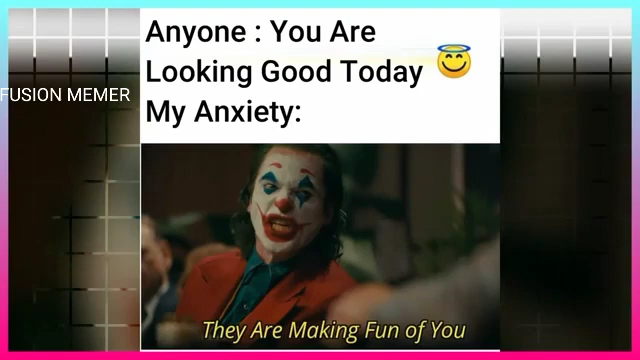 Anyone : You Are
Looking Good Today 😇
My Anxiety:
FUSION MEMER
They Are Making Fun of You